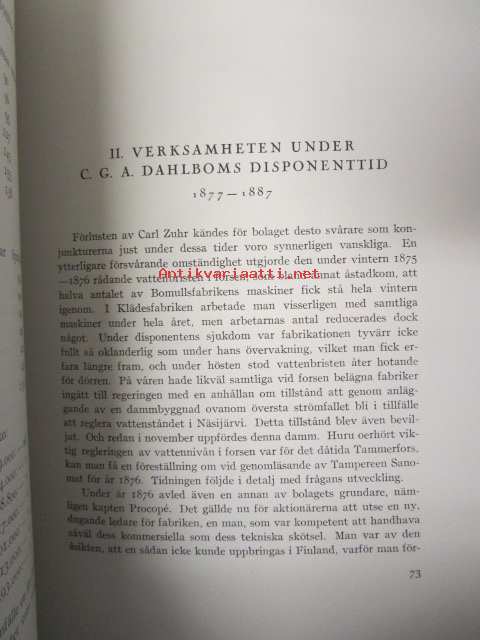 II. VERKSAMHETEN UNDER
C. G. A. DAHLBOMS DISPONENTTID
1877—1887
Förlusten av Carl Zuhr kändes för bolaget desto svårare som kon-
junkturerna just under dessa tider voro synnerligen vanskliga. En
ytterligare försvårande omständighet utgjorde den under vintern 1875
—1876 rådande vattenbristen i forsen, som bland annat åstadkom, att
Antikvariaatti.net
halva antalet av Bomullsfabrikens maskiner fick stå hela vintern
igenom. I Klädesfabriken arbetade man visserligen med samtliga
maskiner under hela året, men arbetarnas antal reducerades dock
något. Under disponentens sjukdom var fabrikationen tyvärr icke
fullt så oklanderlig som under hans övervakning, vilket man fick er-
fara längre fram, och under hösten stod vattenbristen åter hotande
för dörren. På våren hade likväl samtliga vid forsen belägna fabriker
ingått till regeringen med en anhållan om tillstånd att genom anläg-
gande av en dammbyggnad ovanom översta strömfallet bli i tillfälle
att reglera vattenståndet i Näsijärvi. Detta tillstånd blev även bevil-
jat. Och redan i november uppfördes denna damm. Huru oerhört vik-
tig regleringen av vattennivån i forsen var för det dåtida Tammerfors,
kan man få en föreställning om vid genomläsande av Tampereen Sano-
mat för år 1876. Tidningen följde i detalj med frågans utveckling.
Under år 1876 avled även en annan av bolagets grundare, näm-
ligen kapten Procopé. Det gällde nu för aktionärerna att utse en ny,
dugande ledare för fabriken, en man, som var kompetent att handhava
såväl dess kommersiella som dess tekniska skötsel. Man var av den
åsikten, att en sådan icke kunde uppbringas i Finland, varför man för-
73